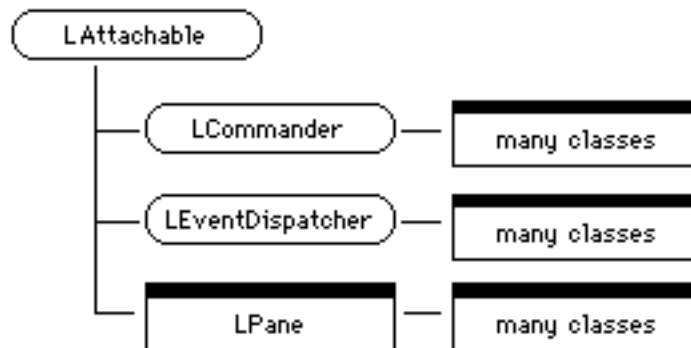 LAttachable
LCommander
many classes
LEventDispatcher
many classes
LPane
many classes